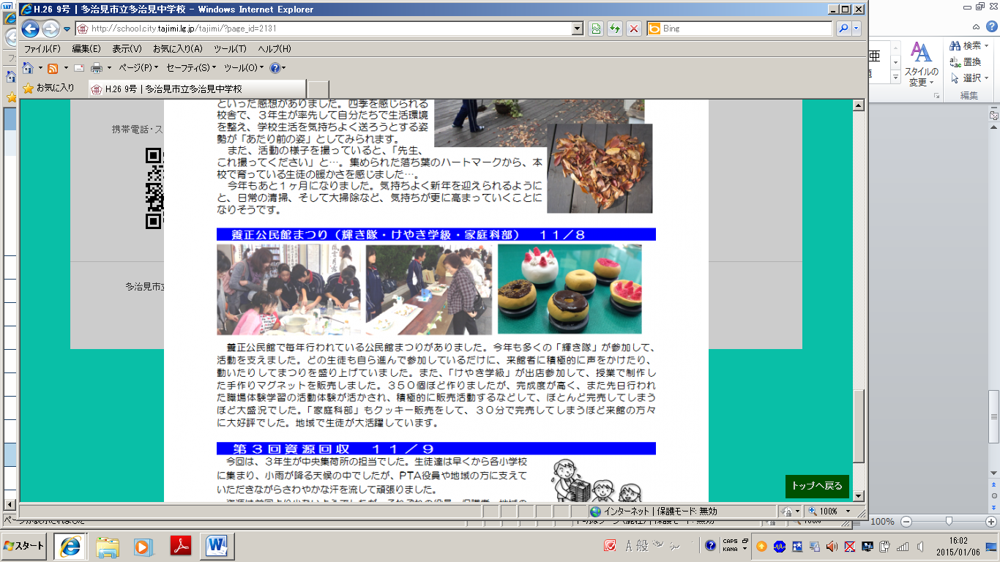 H.26 9号 | 多治見市立多治見中学校 - Windows Internet Explorer
http://school.city.tajimi.lg.jp/tajimi/?page_id=2131
Bing
ファイル(F) 編集(E) 表示(V) お気に入り(A) ツール(T) ヘルプ(H)
ページ(P) セーフティ(S) ツール(O)
お気に入り H.26 9号 | 多治見市立多治見中学校
検索
置換
選択
編集
スタイルの
変更
携帯電話・ス
多治見市立
といった感想がありました。四季を感じられる
校舎で、３年生が率先して自分たちで生活環境
を整え、学校生活を気持ちよく送ろうとする姿
勢が「あたり前の姿」としてみられます。
また、活動の様子を撮っていると、「先生、
これ撮ってください」と…。集められた落ち葉のハートマークから、本
校で育っている生徒の暖かさを感じました…。
今年もあと１ヶ月になりました。気持ちよく新年を迎えられるように
と、日常の清掃、そして大掃除など、気持ちが更に高まっていくことに
なりそうです。
養正公民館まつり（輝き隊・けやき学級・家庭科部） １１／８
養正公民館で毎年行われている公民館まつりがありました。今年も多くの「輝き隊」が参加して、
活動を支えました。どの生徒も自ら進んで参加しているだけに、来館者に積極的に声をかけたり、
動いたりしてまつりを盛り上げていました。また、「けやき学級」が出店参加して、授業で制作し
た手作りマグネットを販売しました。３５０個ほど作りましたが、完成度が高く、また先日行われ
た職場体験学習の活動体験が活かされ、積極的に販売活動するなどして、ほとんど完売してしまう
ほど大盛況でした。「家庭科部」もクッキー販売をして、３０分で完売してしまうほど来館の方々
に大好評でした。地域で生徒が大活躍しています。
第３回資源回収 １１／９
今回は、３年生が中央集荷所の担当でした。生徒達は早くから各小学校
に集まり、小雨が降る天候の中でしたが、PTA役員や地域の方に支えて
いただきながらさわやかな汗を流して頑張りました。
トップへ戻る
インターネット | 保護モード: 無効
100%
ページが表示されました
100%
スタート
A 般
CAPS
KANA
16:02
2015/01/06